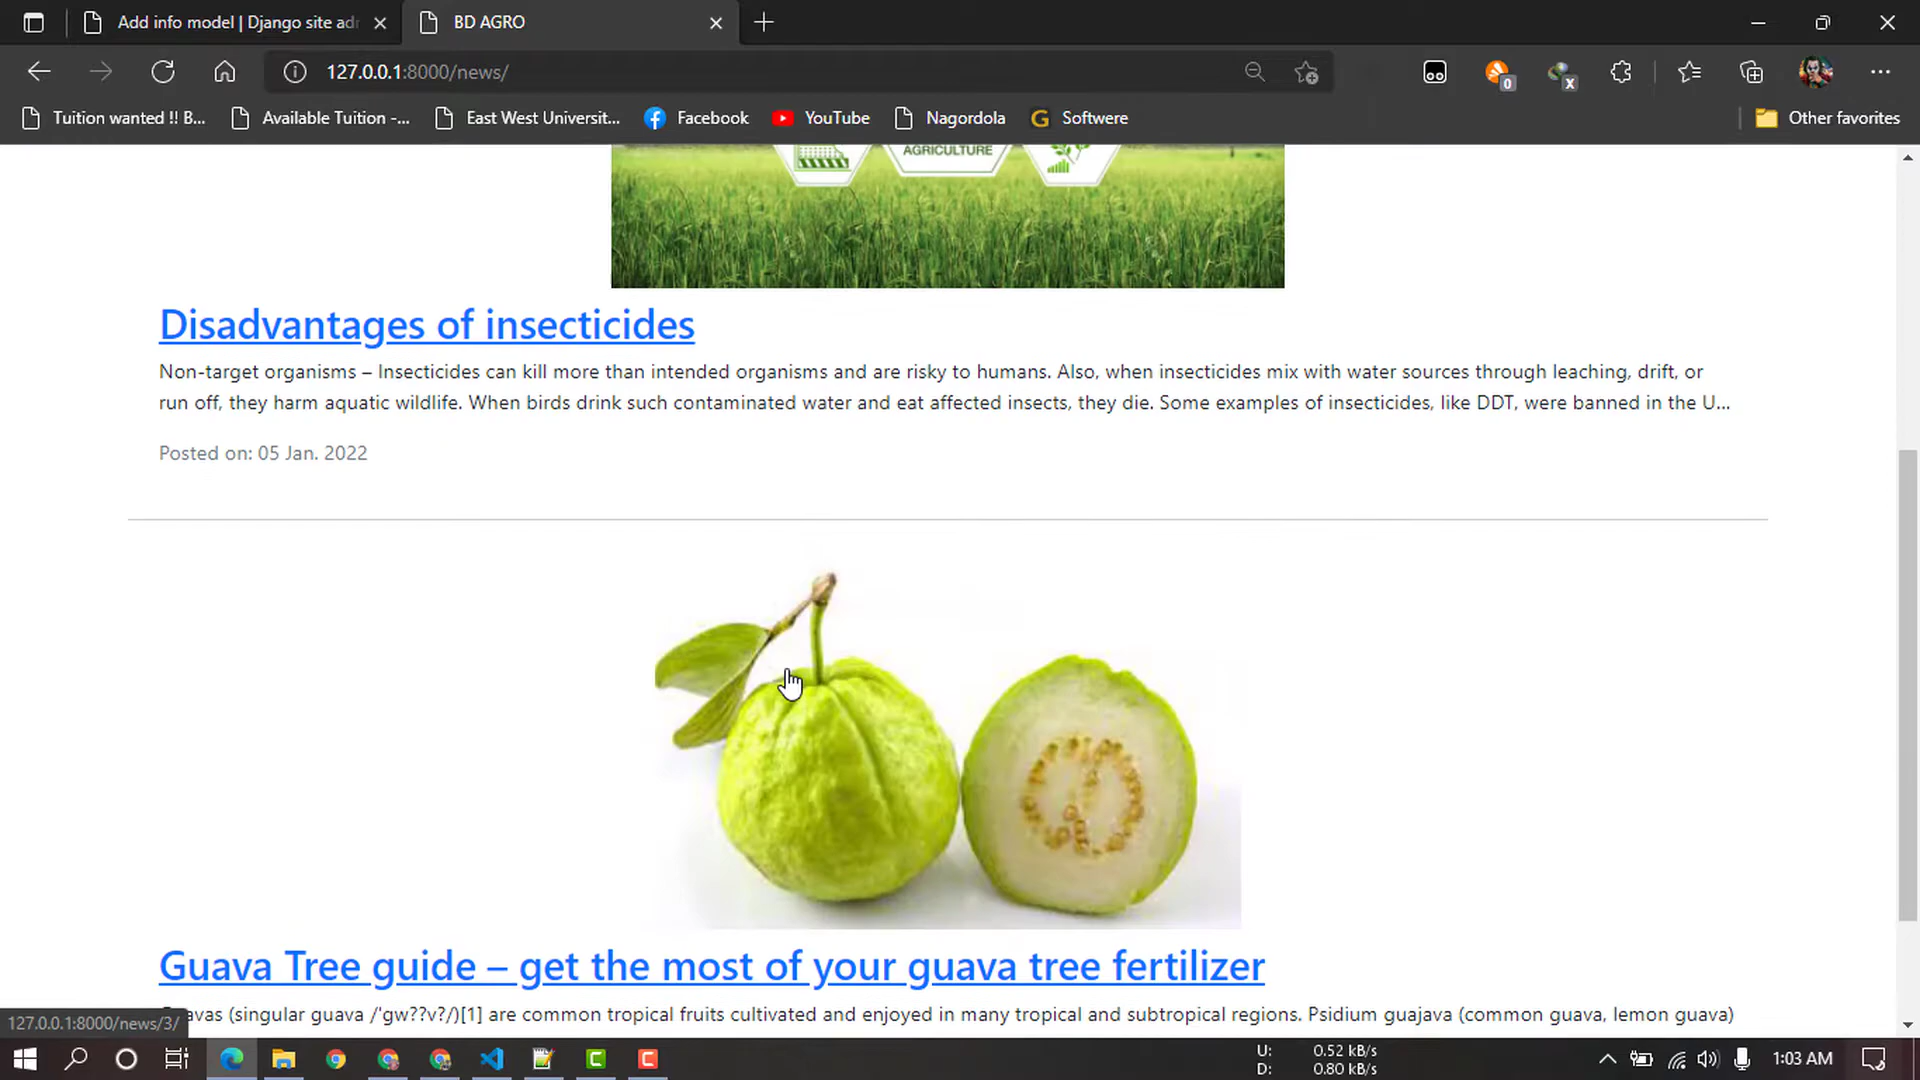 Add info model | Django site adr
BD AGRO
127.0.0.1:8000/news/
0
x
Tuition wanted !! B...
Available Tuition -...
East West Universit...
Facebook
YouTube
Nagordola
G
Softwere
Other favorites
AGRICULTURE
Disadvantages of insecticides
Non-target organisms – Insecticides can kill more than intended organisms and are risky to humans. Also, when insecticides mix with water sources through leaching, drift, or
run off, they harm aquatic wildlife. When birds drink such contaminated water and eat affected insects, they die. Some examples of insecticides, like DDT, were banned in the U...
Posted on: 05 Jan. 2022
Guava Tree guide – get the most of your guava tree fertilizer
avas (singular guava /ˈgw??v?/)[1] are common tropical fruits cultivated and enjoyed in many tropical and subtropical regions. Psidium guajava (common guava, lemon guava)
127.0.0.1:8000/news/3/
U: 0.52 kB/s
D: 0.80 kB/s
1:03 AM